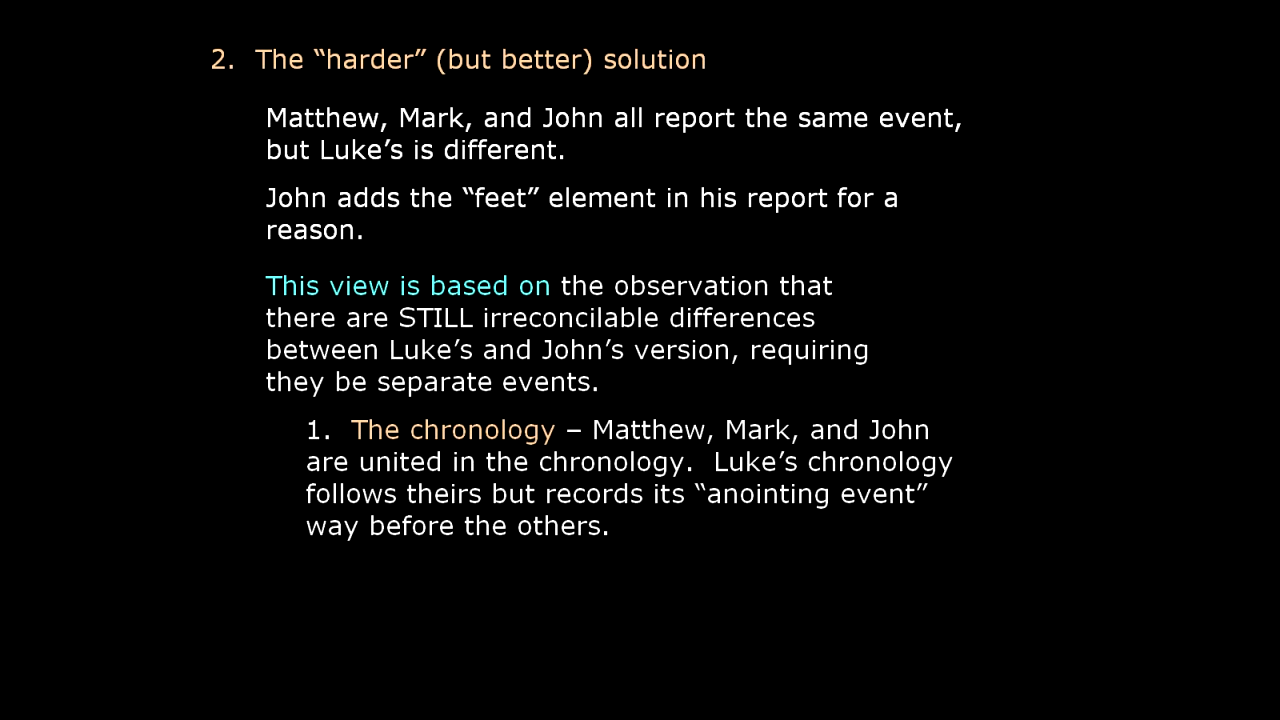 2. The “harder” (but better) solution
Matthew, Mark, and John all report the same event,
but Luke’s is different.
John adds the “feet” element in his report for a
reason.
This view is based on the observation that
there are STILL irreconcilable differences
between Luke’s and John’s version, requiring
they be separate events.
1. The chronology – Matthew, Mark, and John
are united in the chronology. Luke’s chronology
follows theirs but records its “anointing event”
way before the others.